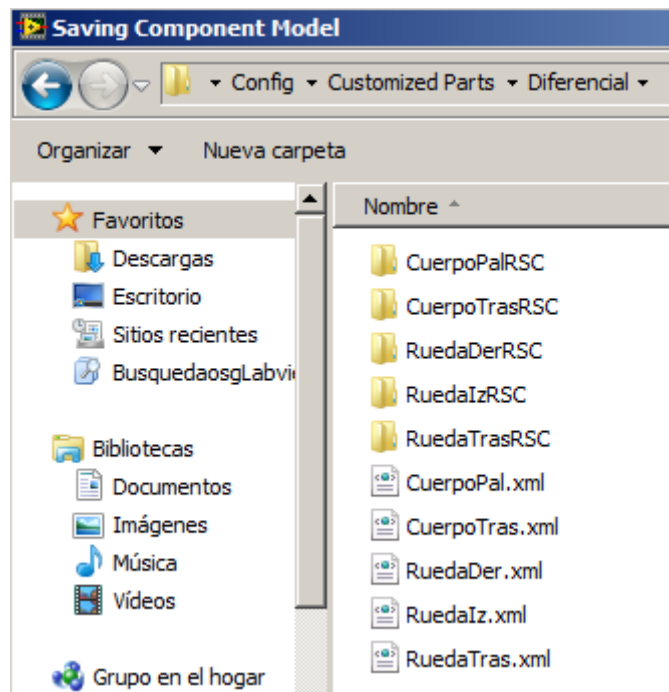 Saving Component Model
Config Customized Parts Diferencial
Organizar Nueva carpeta
Favoritos
Descargas
Escritorio
Sitios recientes
BusquedaosgLabvi
Bibliotecas
Documentos
Imágenes
Música
Vídeos
Grupo en el hogar
Nombre
CuerpoPalRSC
CuerpoTrasRSC
RuedaDerRSC
RuedaIzRSC
RuedaTrasRSC
CuerpoPal.xml
CuerpoTras.xml
RuedaDer.xml
RuedaIz.xml
RuedaTras.xml